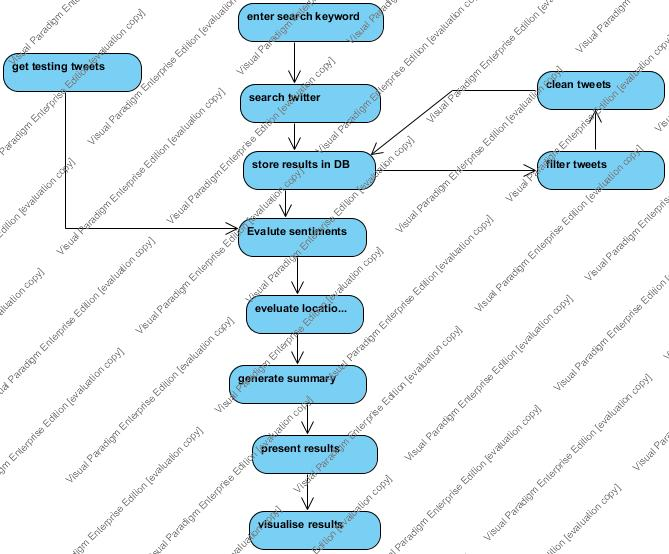 enter search keyword
get testing tweets
search twitter
clean tweets
store results in DB
filter tweets
Evalute sentiments
eveluate locatio...
generate summary
present results
visualise results
Visual Paradigm Enterprise Edition [evaluation copy]